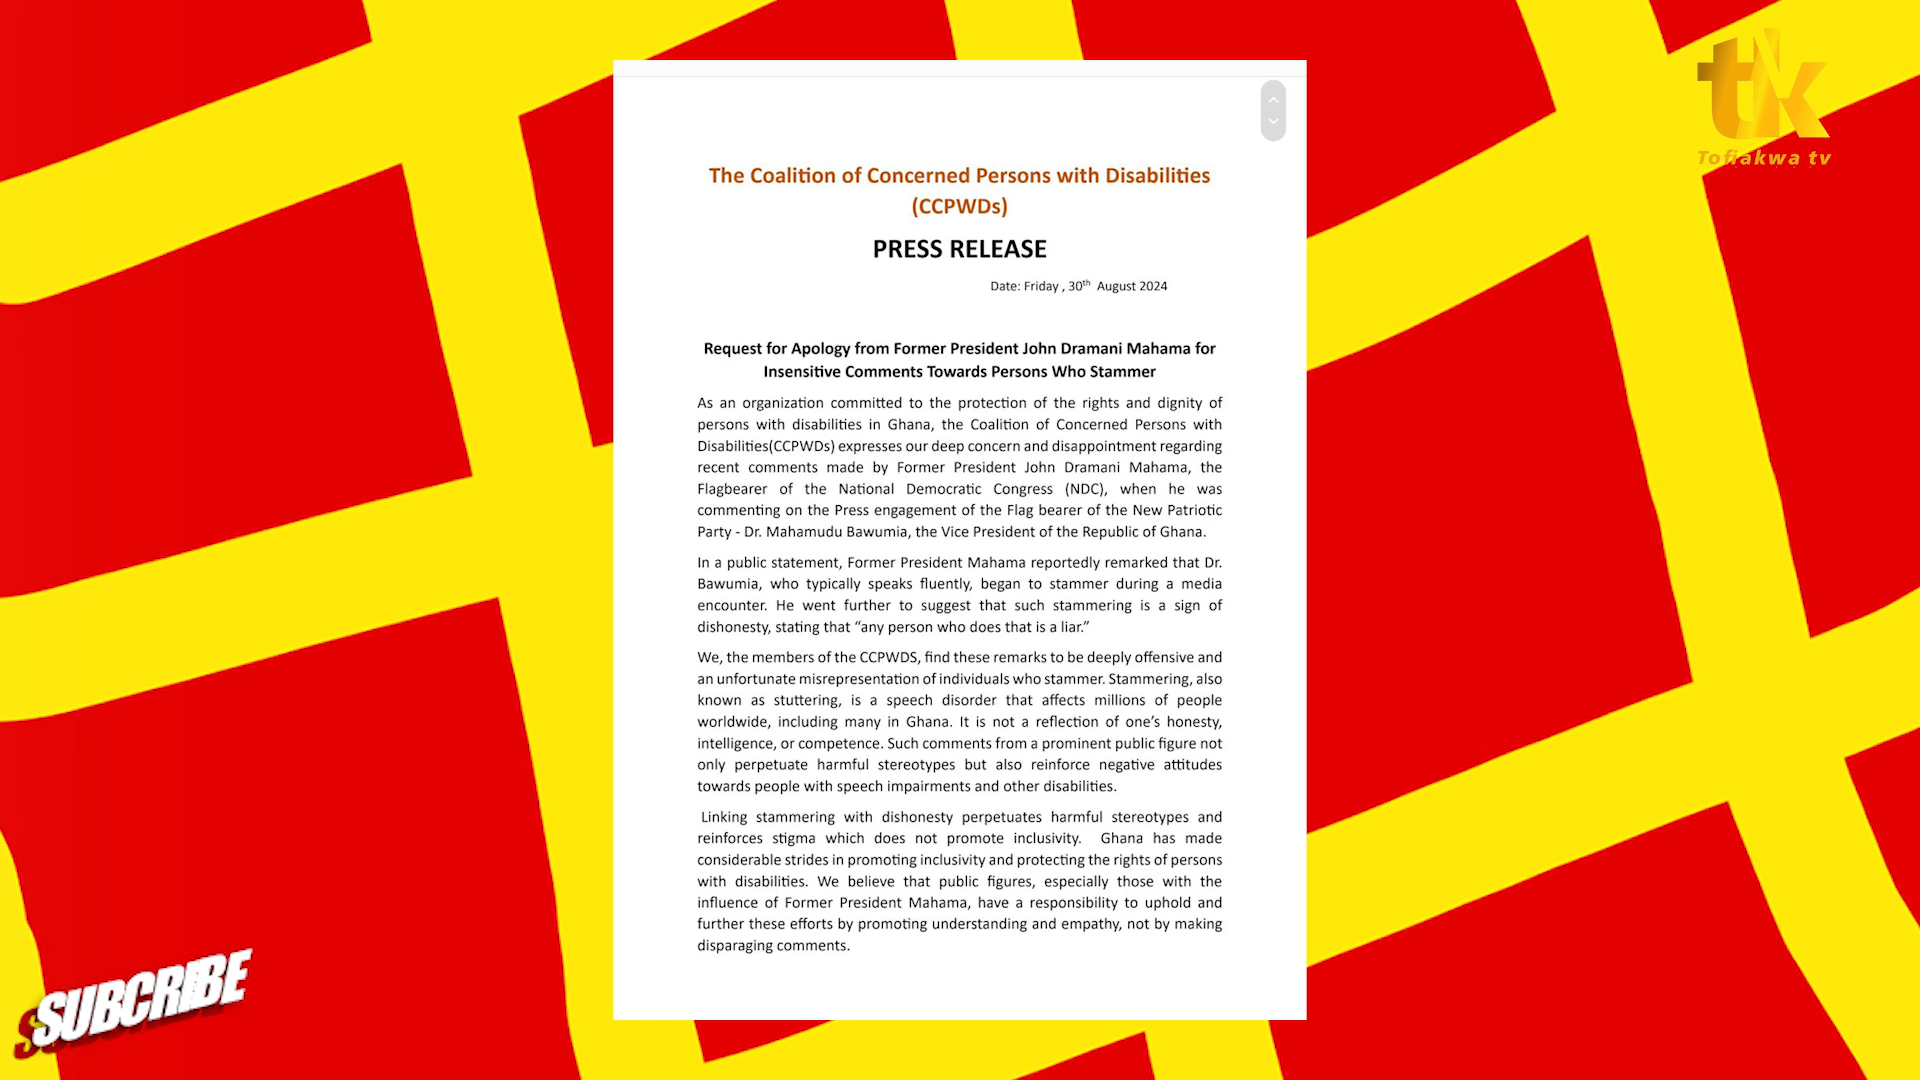 The Coalition of Concerned Persons with Disabilities
(CCPWDs)
PRESS RELEASE
Date: Friday , 30th August 2024
Request for Apology from Former President John Dramani Mahama for
Insensitive Comments Towards Persons Who Stammer
As an organization committed to the protection of the rights and dignity of
persons with disabilities in Ghana, the Coalition of Concerned Persons with
Disabilities(CCPWDs) expresses our deep concern and disappointment regarding
recent comments made by Former President John Dramani Mahama, the
Flagbearer of the National Democratic Congress (NDC), when he was
commenting on the Press engagement of the Flag bearer of the New Patriotic
Party - Dr. Mahamudu Bawumia, the Vice President of the Republic of Ghana.
In a public statement, Former President Mahama reportedly remarked that Dr.
Bawumia, who typically speaks fluently, began to stammer during a media
encounter. He went further to suggest that such stammering is a sign of
dishonesty, stating that “any person who does that is a liar.”
We, the members of the CCPWDS, find these remarks to be deeply offensive and
an unfortunate misrepresentation of individuals who stammer. Stammering, also
known as stuttering, is a speech disorder that affects millions of people
worldwide, including many in Ghana. It is not a reflection of one’s honesty,
intelligence, or competence. Such comments from a prominent public figure not
only perpetuate harmful stereotypes but also reinforce negative attitudes
towards people with speech impairments and other disabilities.
Linking stammering with dishonesty perpetuates harmful stereotypes and
reinforces stigma which does not promote inclusivity. Ghana has made
considerable strides in promoting inclusivity and protecting the rights of persons
with disabilities. We believe that public figures, especially those with the
influence of Former President Mahama, have a responsibility to uphold and
further these efforts by promoting understanding and empathy, not by making
disparaging comments.
tk
Tofiakwa tv
SUBCRIBE